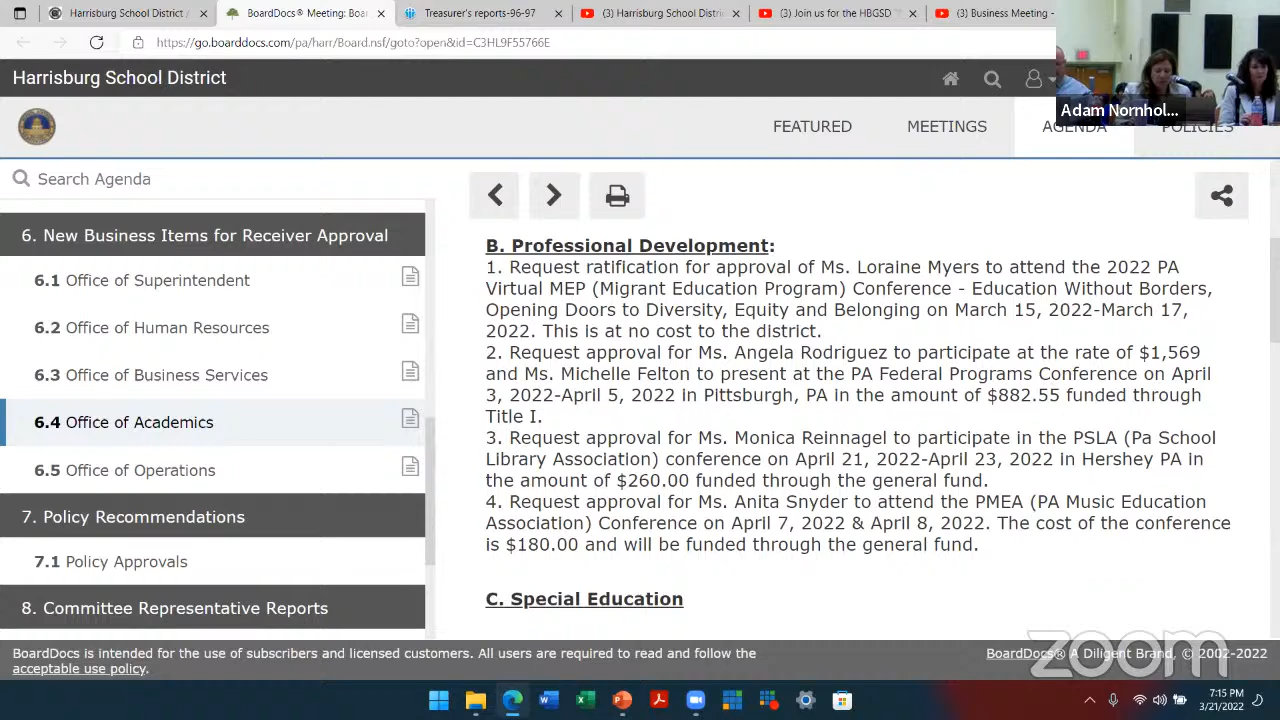 Harrisburg School District /
BoardDocs® Meeting: Boa
Treasurer's reports-96-97
(3) Harrisburg School Distri
(3) Join us for the HBGSD "C
(3) Business Meeting -
https://go.boarddocs.com/pa/harr/Board.nsf/goto?open&id=C3HL9F55766E
Harrisburg School District
Adam Nornhol...
FEATURED
MEETINGS
AGENDA
POLICIES
Search Agenda
6. New Business Items for Receiver Approval
6.1 Office of Superintendent
6.2 Office of Human Resources
6.3 Office of Business Services
6.4 Office of Academics
6.5 Office of Operations
7. Policy Recommendations
7.1 Policy Approvals
8. Committee Representative Reports
B. Professional Development:
1. Request ratification for approval of Ms. Loraine Myers to attend the 2022 PA
Virtual MEP (Migrant Education Program) Conference - Education Without Borders,
Opening Doors to Diversity, Equity and Belonging on March 15, 2022-March 17,
2022. This is at no cost to the district.
2. Request approval for Ms. Angela Rodriguez to participate at the rate of $1,569
and Ms. Michelle Felton to present at the PA Federal Programs Conference on April
3, 2022-April 5, 2022 in Pittsburgh, PA in the amount of $882.55 funded through
Title I.
3. Request approval for Ms. Monica Reinnagel to participate in the PSLA (Pa School
Library Association) conference on April 21, 2022-April 23, 2022 in Hershey PA in
the amount of $260.00 funded through the general fund.
4. Request approval for Ms. Anita Snyder to attend the PMEA (PA Music Education
Association) Conference on April 7, 2022 & April 8, 2022. The cost of the conference
is $180.00 and will be funded through the general fund.
C. Special Education
BoardDocs is intended for the use of subscribers and licensed customers. All users are required to read and follow the
acceptable use policy.
BoardDocs® A Diligent Brand, © 2002-2022
zoom
7:15 PM
3/21/2022